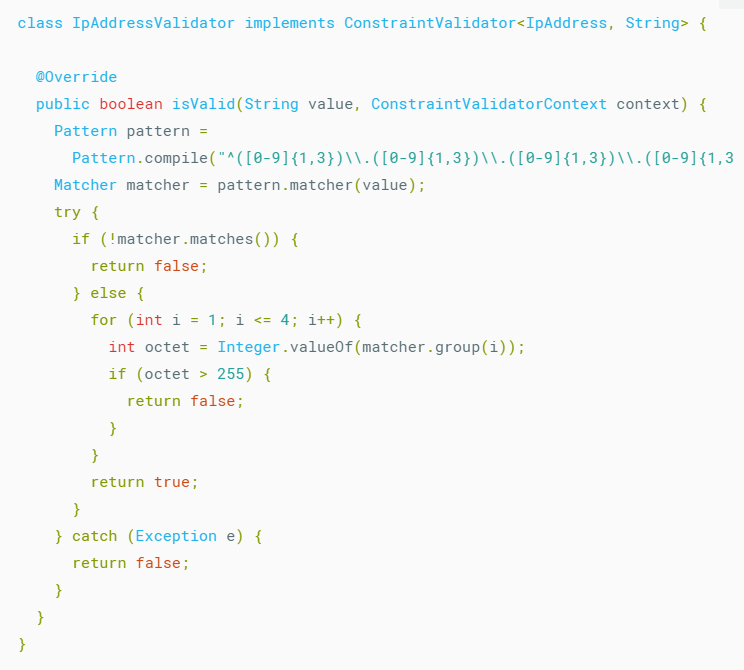 class IpAddressValidator implements ConstraintValidator<IpAddress, String> {
@Override
public boolean isValid(String value, ConstraintValidatorContext context) {
Pattern pattern =
Pattern.compile("^([0-9]{1,3})\\.([0-9]{1,3})\\.([0-9]{1,3})\\.([0-9]{1,3
Matcher matcher = pattern.matcher(value);
try {
if (!matcher.matches()) {
return false;
} else {
for (int i = 1; i <= 4; i++) {
int octet = Integer.valueOf(matcher.group(i));
if (octet > 255) {
return false;
}
}
return true;
}
} catch (Exception e) {
return false;
}
}
}